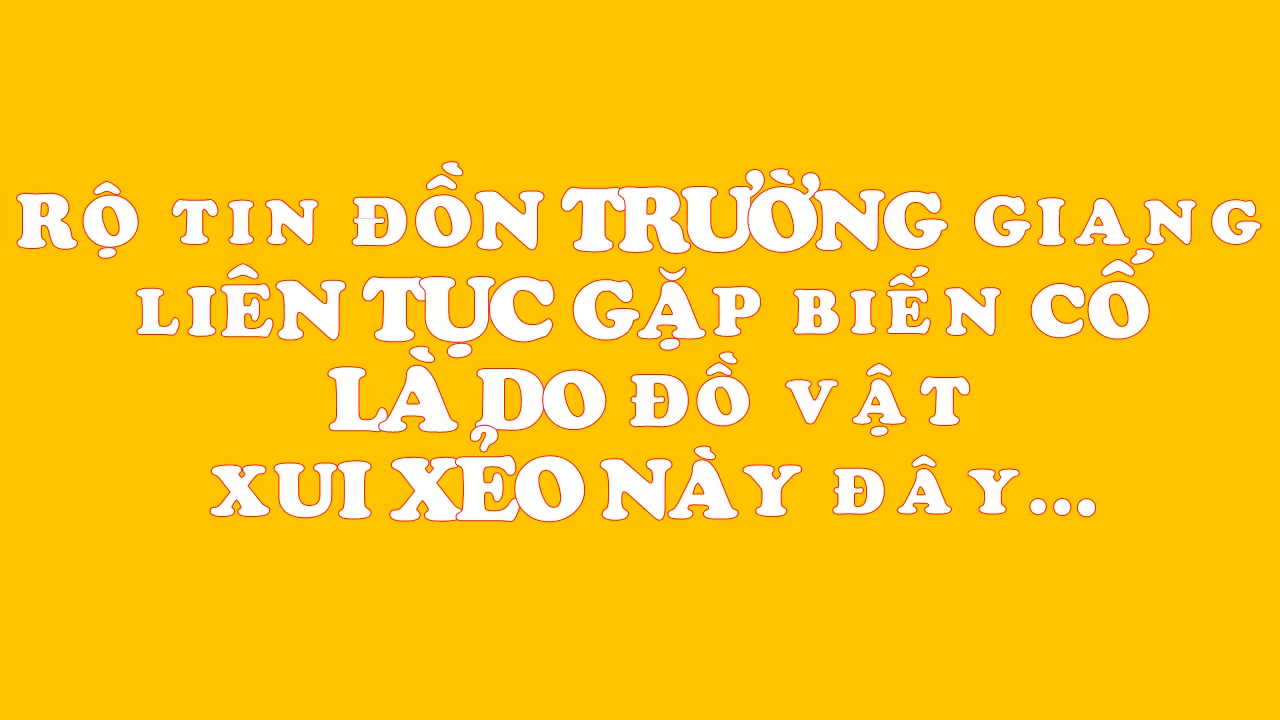 RỘ TIN ĐỒN TRƯỜNG GIANG
LIÊN TỤC GẶP BIẾN CỐ
LÀ DO ĐỒ VẬT
XUI XẺO NÀY ĐÂY...